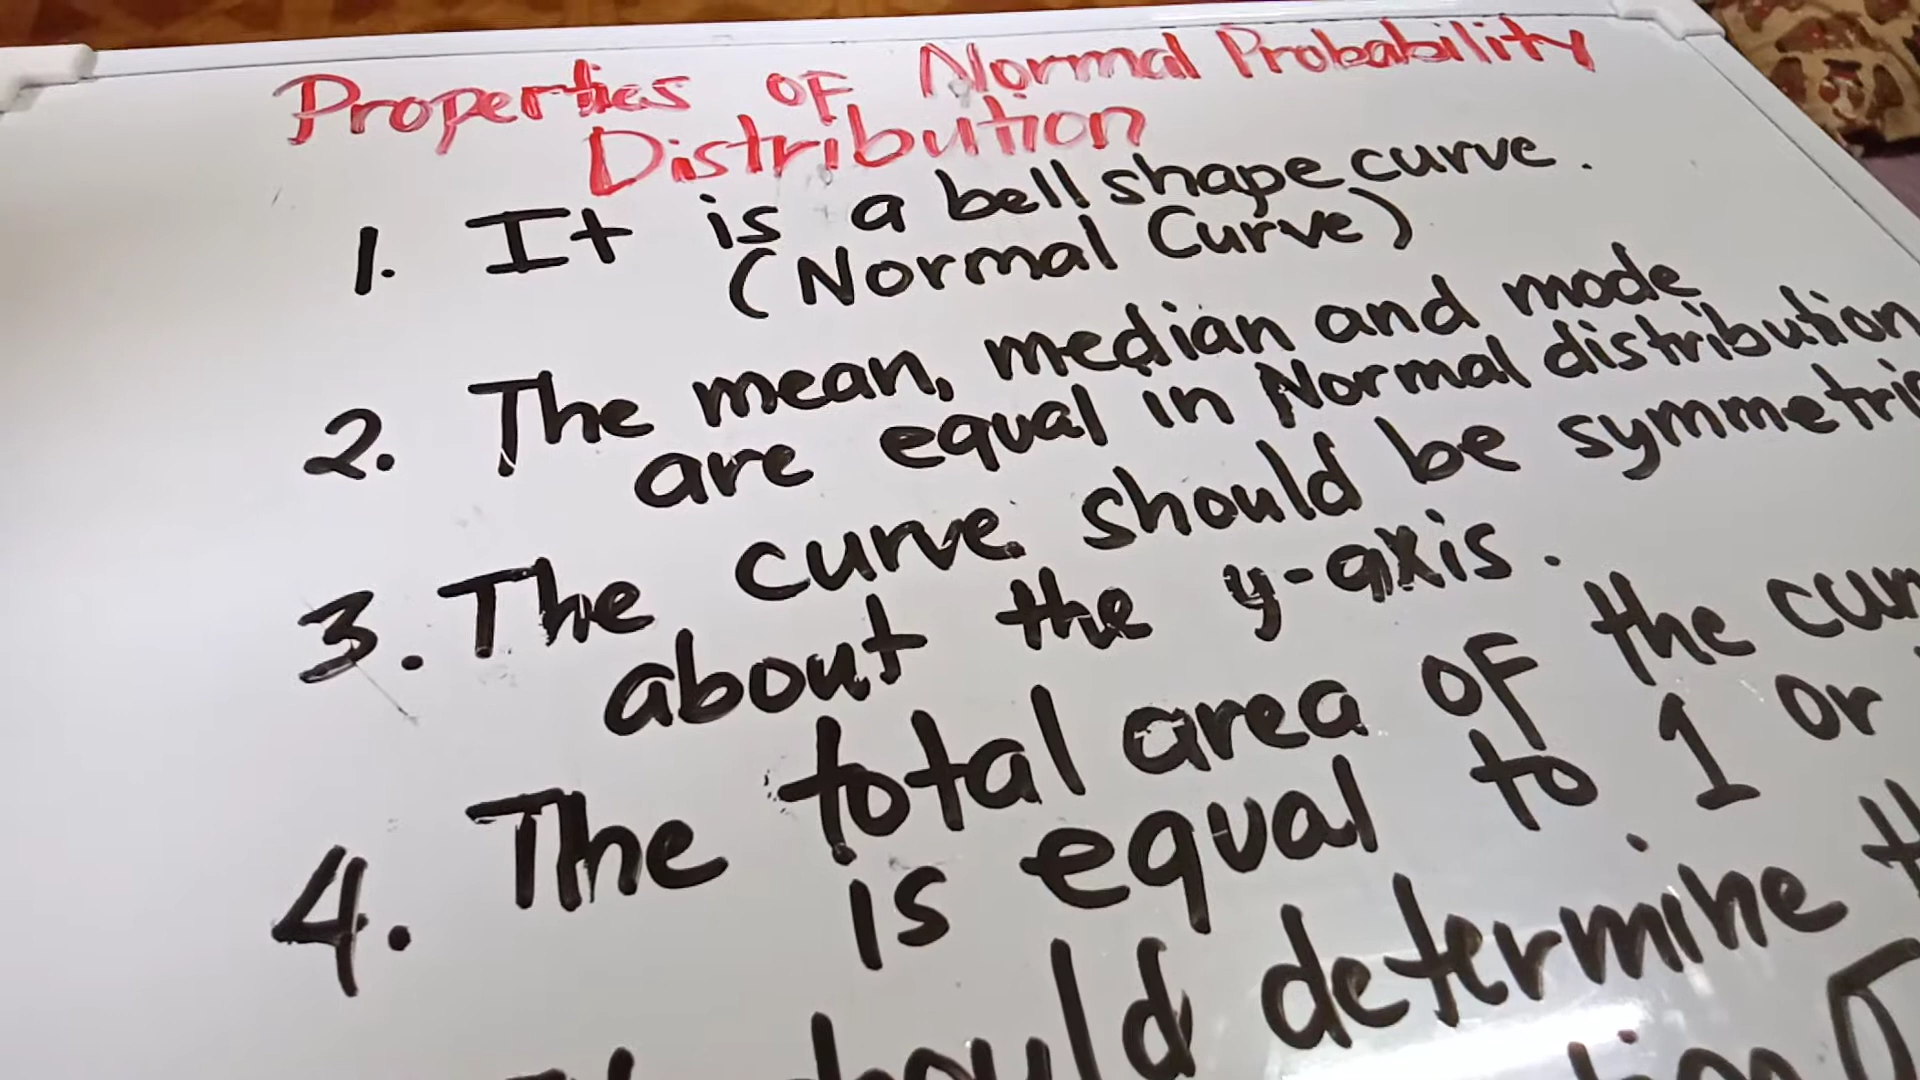 Properties OF Normal Probability
Distribution
1. It is a bell shape curve.
(Normal Curve)
2. The mean, median and mode
are equal in Normal distribution
3. The curve should be symmetric
about the y-axis.
4. The total area of the
is equal to 1 or
should determine